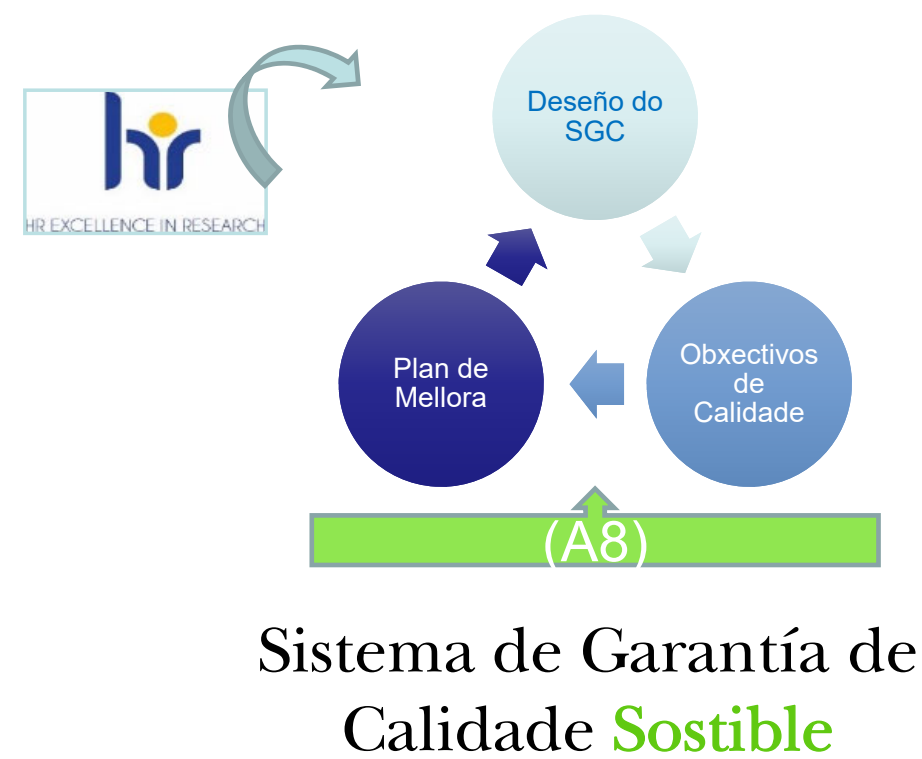 Deseño do
SGC
hr
HR EXCELLENCE IN RESEARCH
Plan de
Mellora
Obxectivos
de
Calidade
(A8)
Sistema de Garantía de
Calidade Sostible